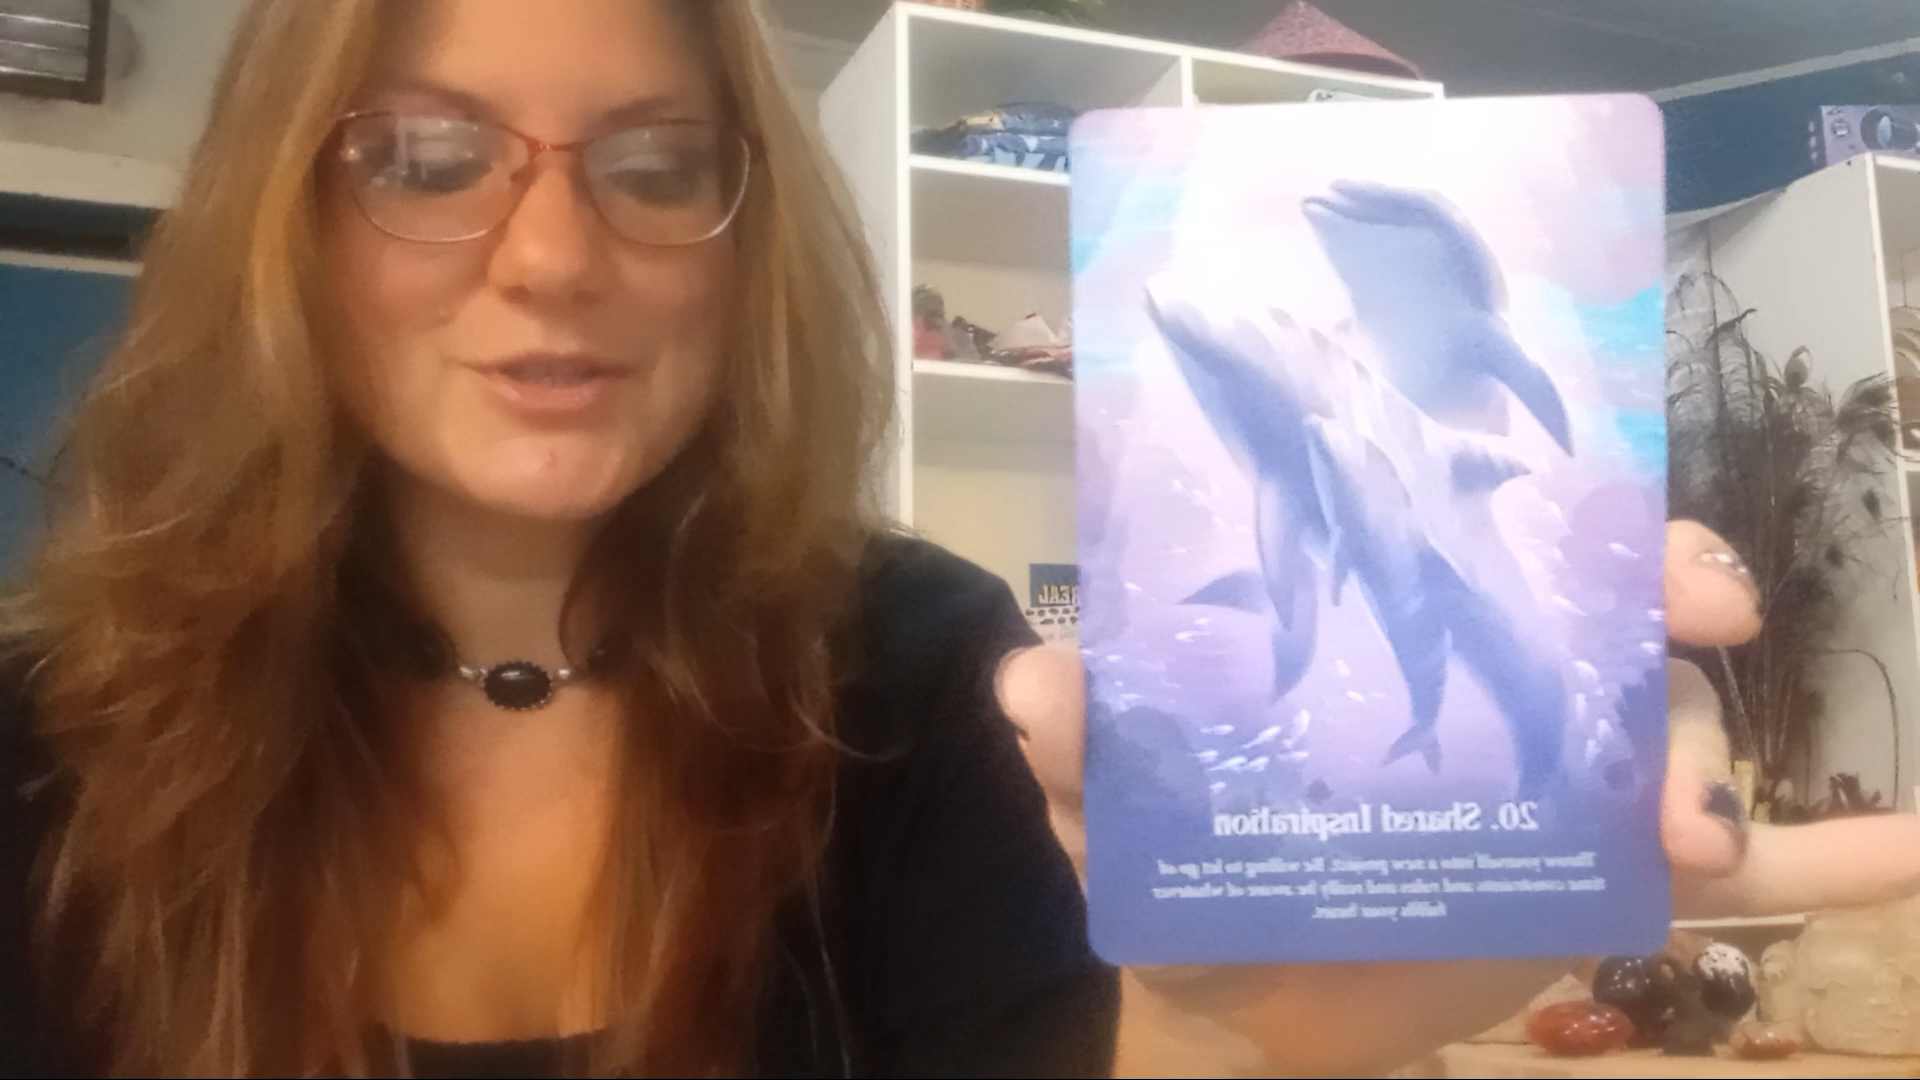 REAL
20. Shared Inspiration
Throw yourself into a new project. Be willing to let go of
time constraints and rules and really be aware of whatever
fulfils your heart.